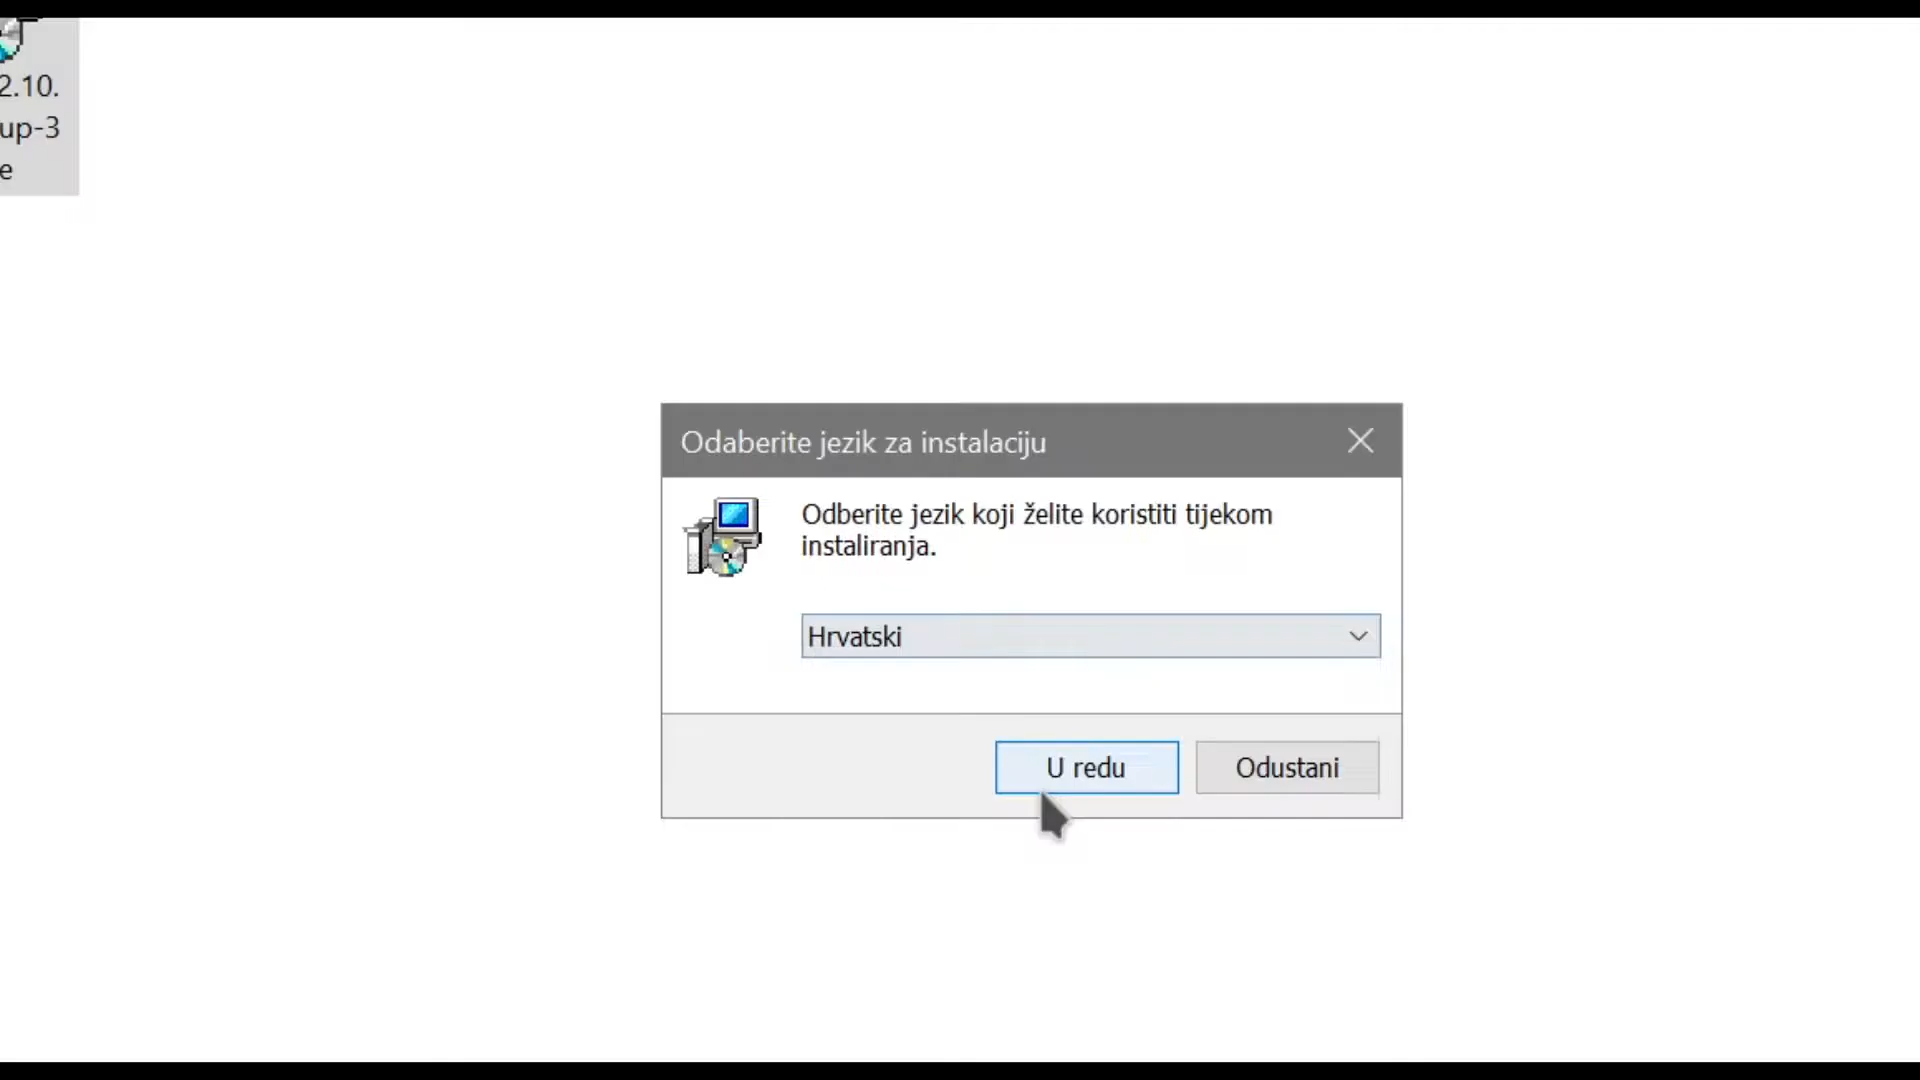 2.10.
up-3
e
Odaberite jezik za instalaciju
Odberite jezik koji želite koristiti tijekom
instaliranja.
Hrvatski
U redu
Odustani